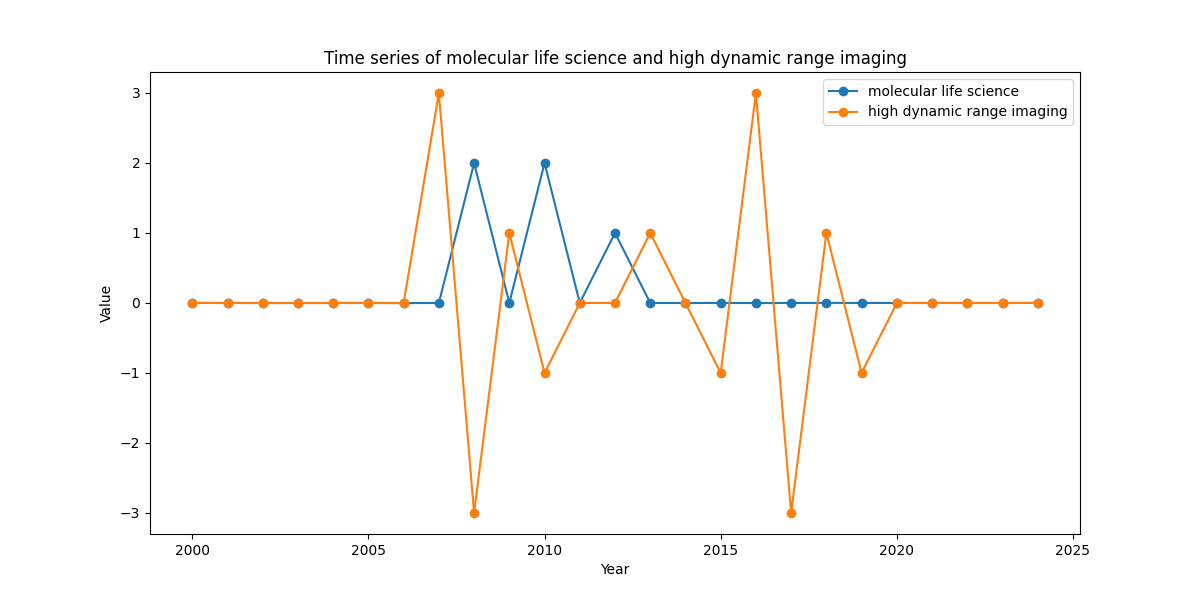 Time series of molecular life science and high dynamic range imaging
molecular life science
high dynamic range imaging
Value
3
2
1
0
−1
−2
−3
2000 2005 2010 2015 2020 2025
Year